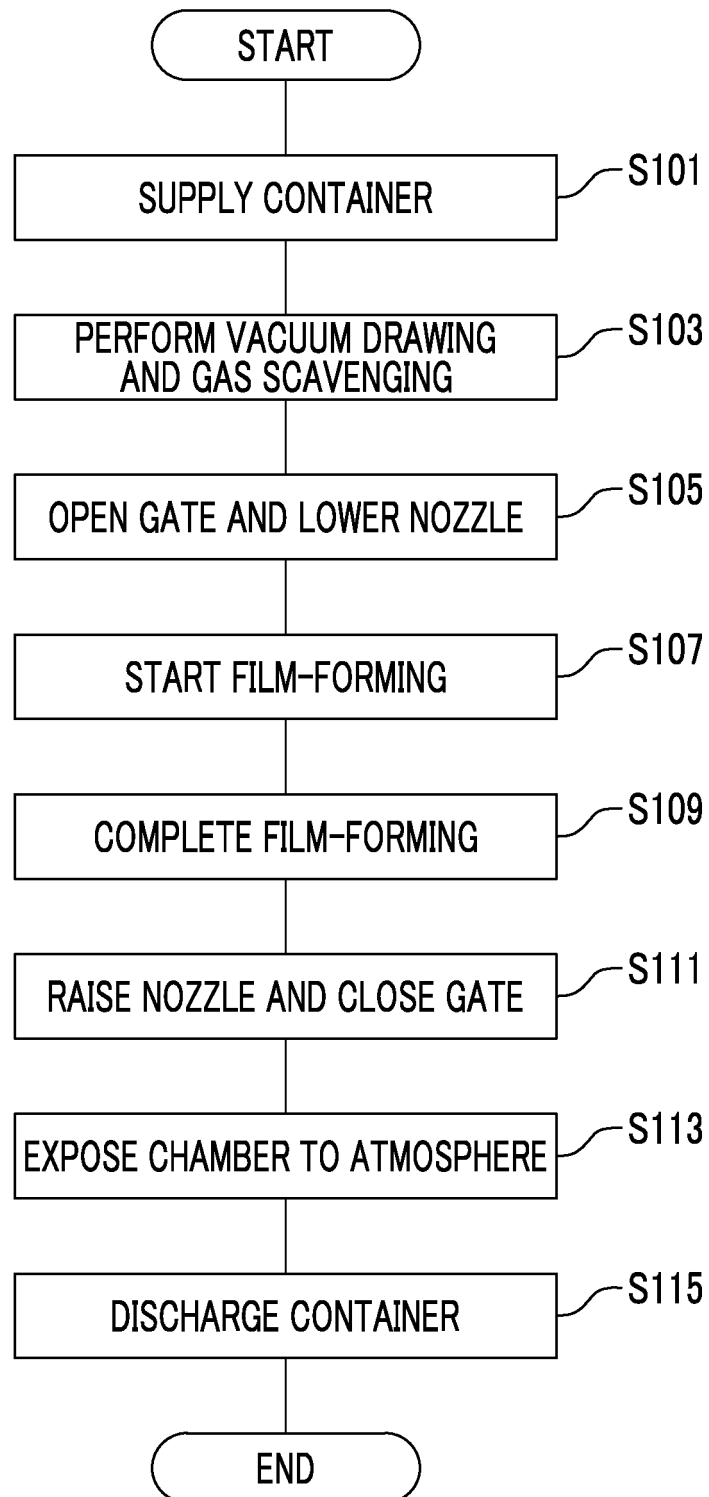 START
SUPPLY CONTAINER
S101
PERFORM VACUUM DRAWING
AND GAS SCAVENGING
S103
OPEN GATE AND LOWER NOZZLE
S105
START FILM-FORMING
S107
COMPLETE FILM-FORMING
S109
RAISE NOZZLE AND CLOSE GATE
S111
EXPOSE CHAMBER TO ATMOSPHERE
S113
DISCHARGE CONTAINER
S115
END